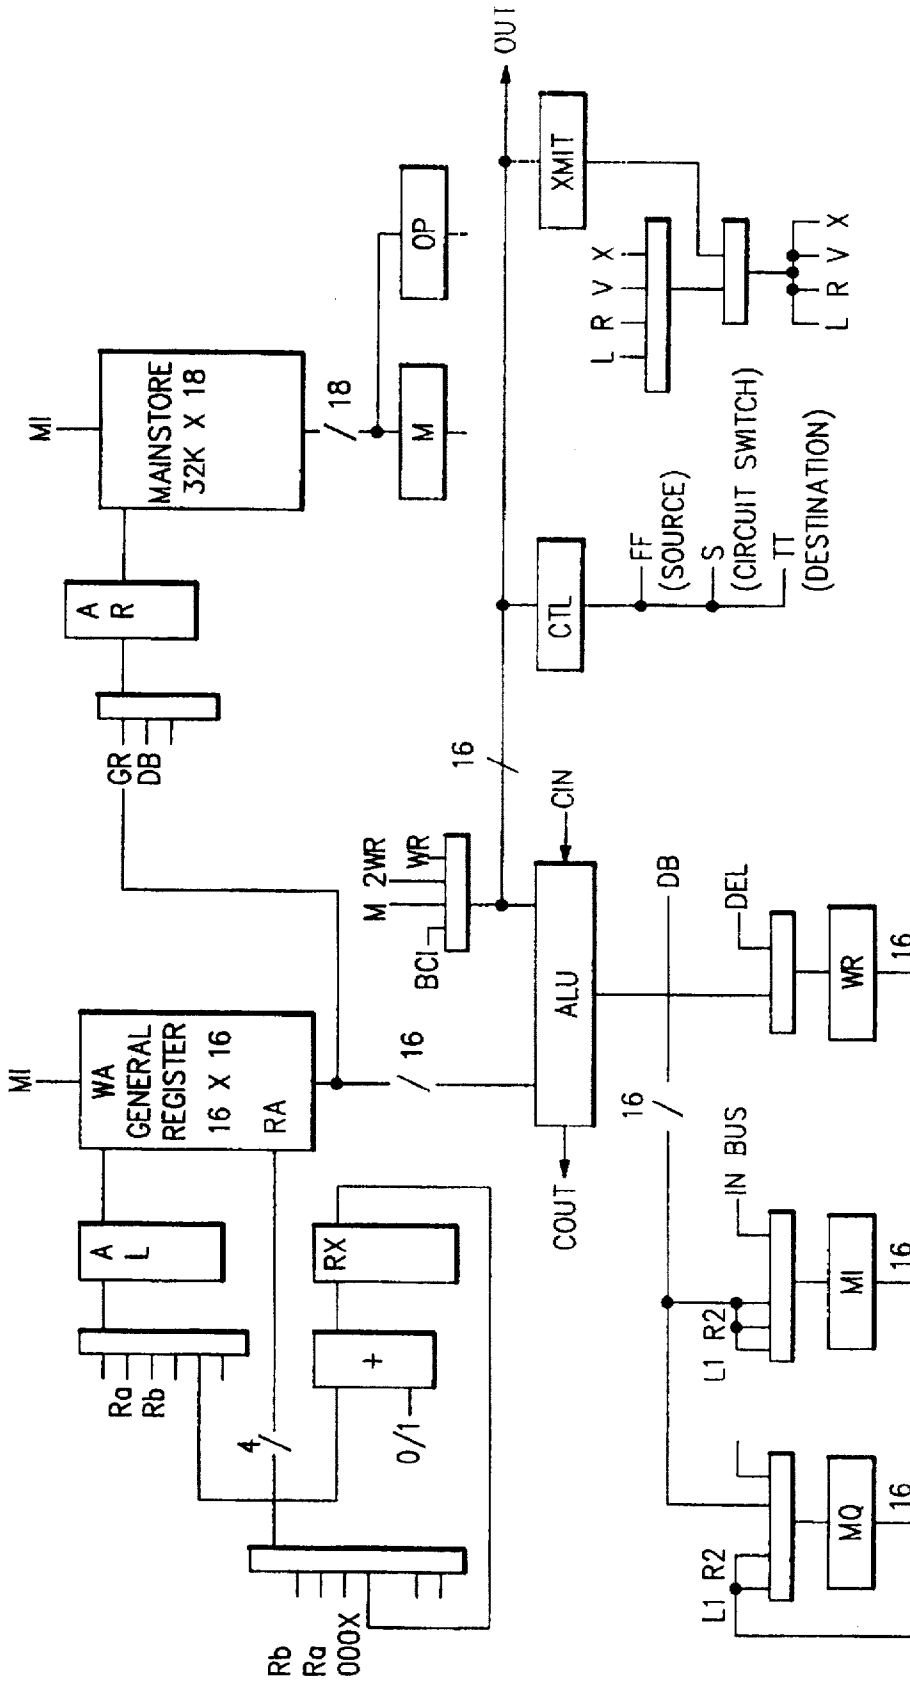 MI
MI
WA
GENERAL
REGISTER
16 X 16
RA
A
L
Ra
Rb
4
RX
+
0/1
Rb
Ra
000X
GR
DB
A
R
MAINSTORE
32K X 18
18
M
OP
16
BCI
M
2WR
WR
16
ALU
CIN
COUT
OUT
CTL
FF
(SOURCE)
S
(CIRCUIT SWITCH)
TT
(DESTINATION)
XMIT
L R V X
L R V X
DB
16
L1 R2
MQ
16
L1 R2
IN BUS
MI
16
DEL
WR
16